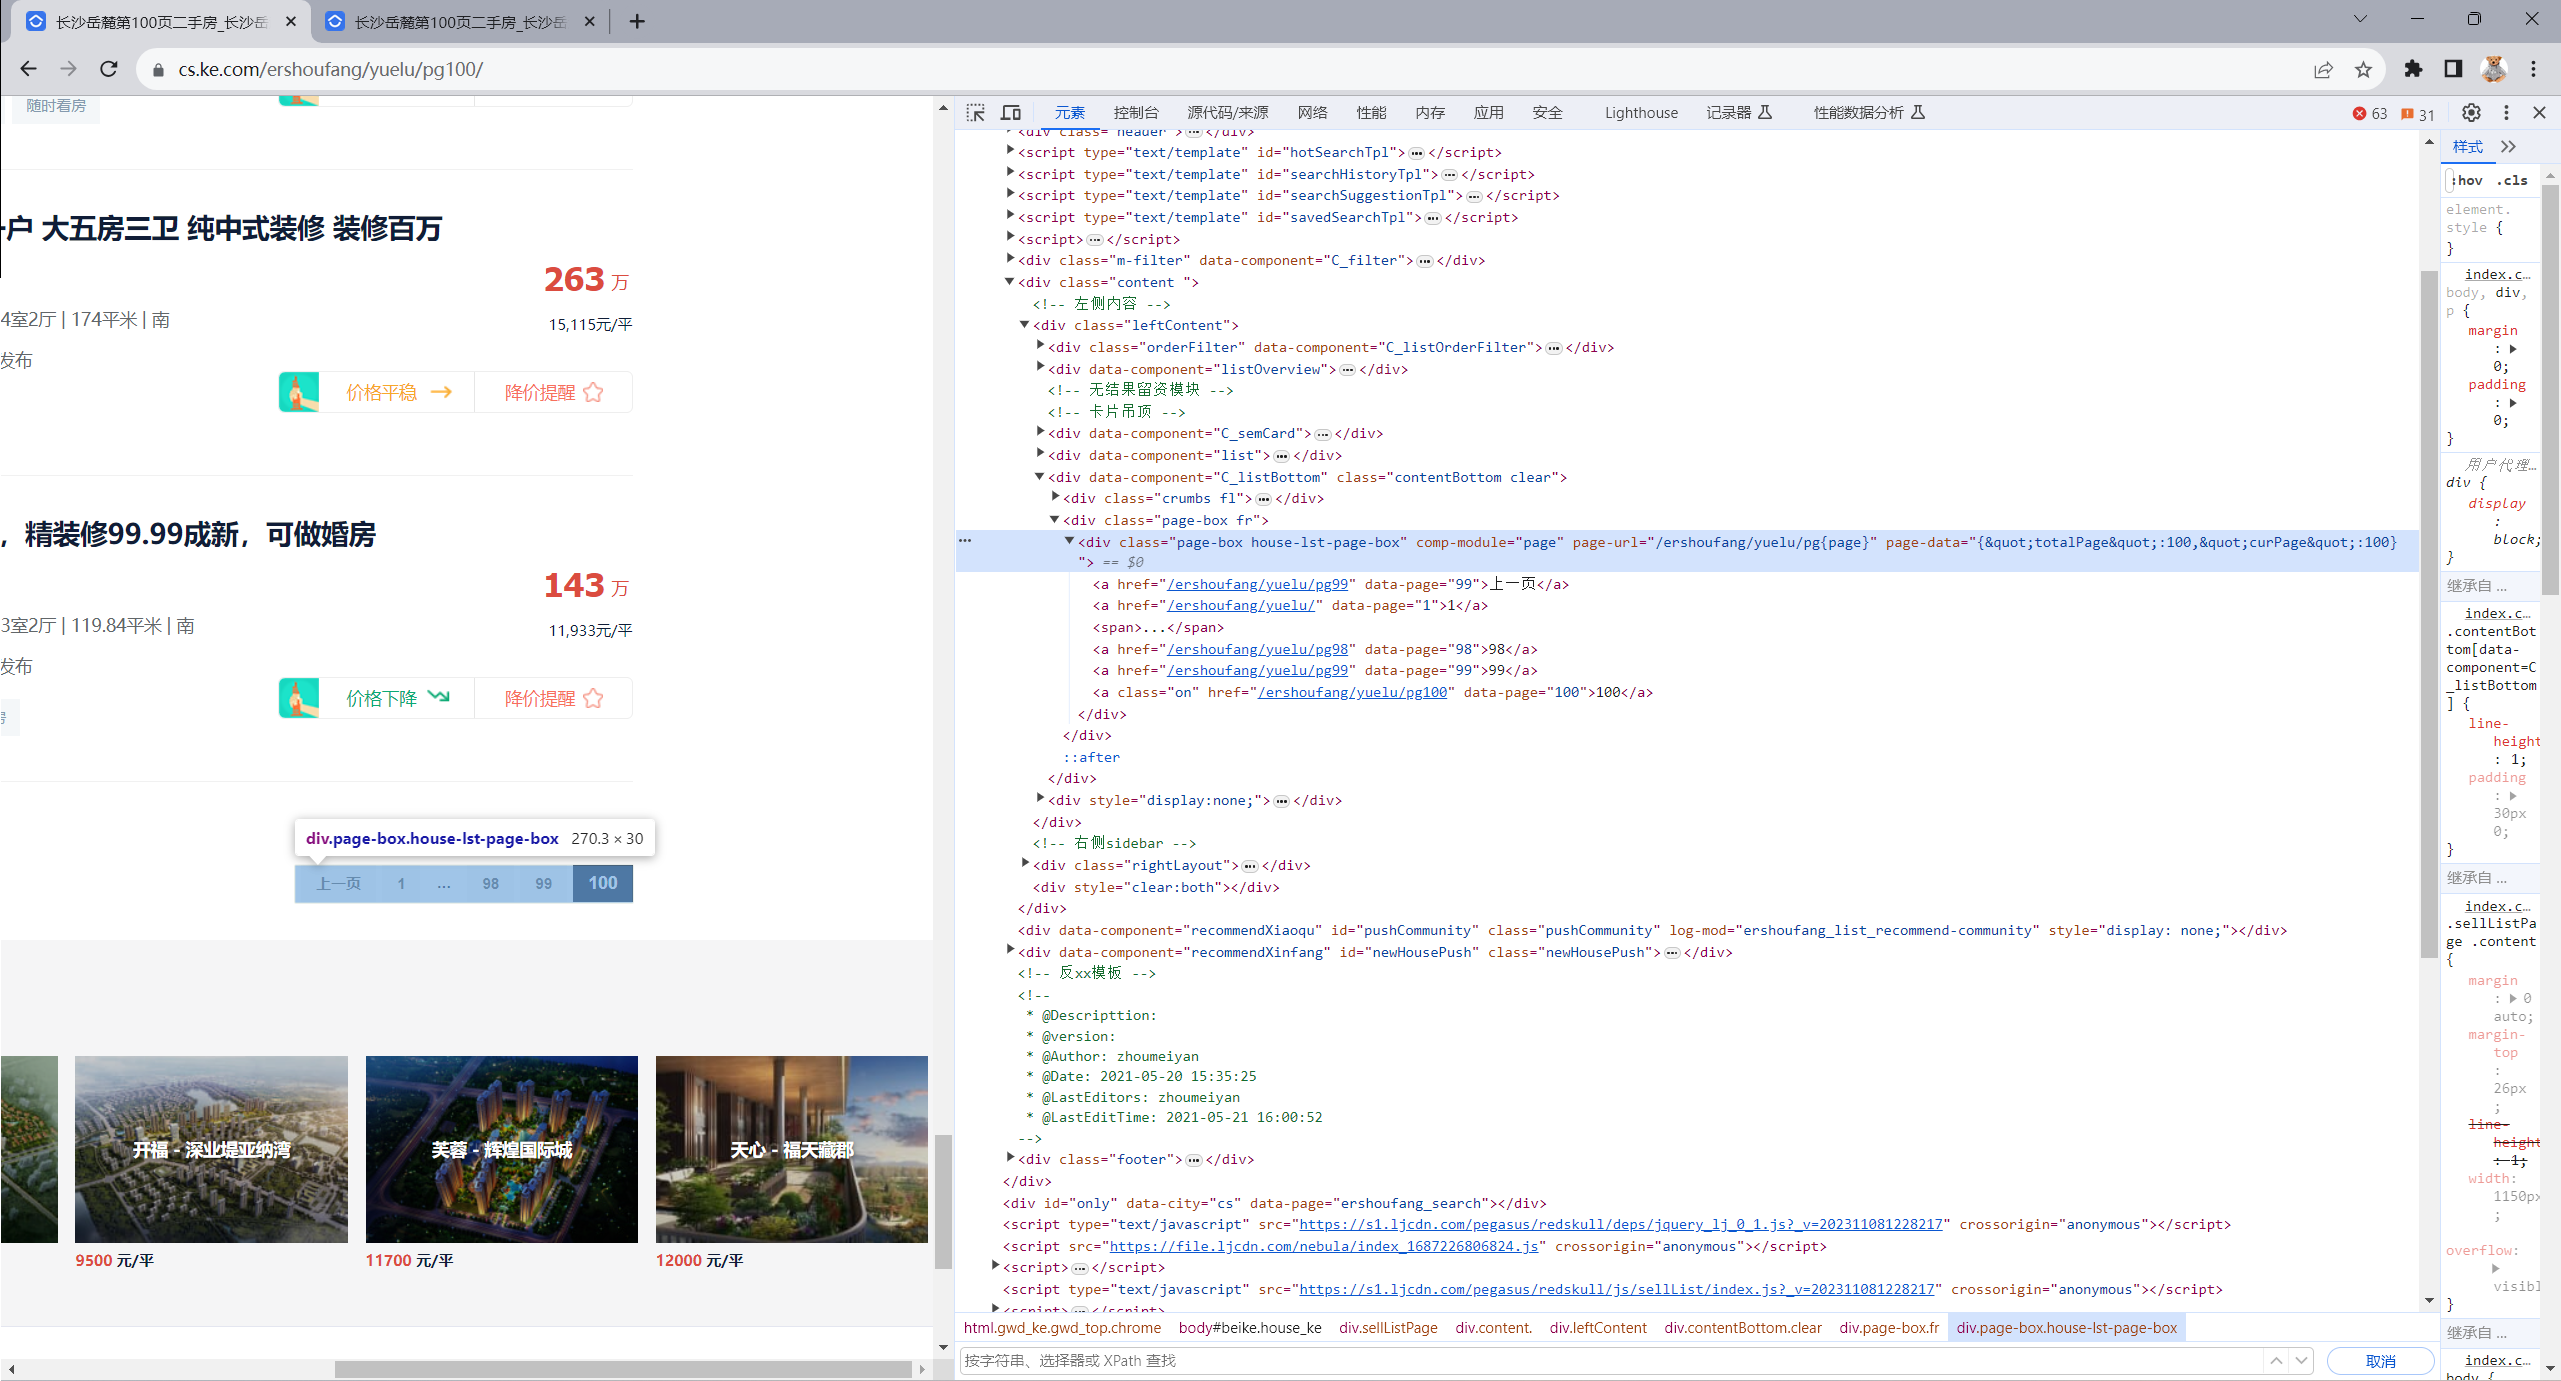 长沙岳麓第100页二手房_长沙岳
长沙岳麓第100页二手房_长沙岳
cs.ke.com/ershoufang/yuelu/pg100/
随时看房
户 大五房三卫 纯中式装修 装修百万
263 万
4室2厅 | 174平米 | 南
15,115元/平
发布
价格平稳
降价提醒
，精装修99.99成新，可做婚房
143 万
3室2厅 | 119.84平米 | 南
11,933元/平
发布
价格下降
降价提醒
div.page-box.house-lst-page-box 270.3 × 30
上一页 1 ... 98 99 100
开福 - 深业堤亚纳湾
芙蓉 - 辉煌国际城
天心 - 福天藏郡
9500 元/平
11700 元/平
12000 元/平
元素 控制台 源代码/来源 网络 性能 内存 应用 安全 Lighthouse 记录器 性能数据分析 63 31
<div class="header">…</div>
<script type="text/template" id="hotSearchTpl">…</script>
<script type="text/template" id="searchHistoryTpl">…</script>
<script type="text/template" id="searchSuggestionTpl">…</script>
<script type="text/template" id="savedSearchTpl">…</script>
<script>…</script>
<div class="m-filter" data-component="C_filter">…</div>
<div class="content ">
<!-- 左侧内容 -->
<div class="leftContent">
<div class="orderFilter" data-component="C_listOrderFilter">…</div>
<div data-component="listOverview">…</div>
<!-- 无结果留资模块 -->
<!-- 卡片吊顶 -->
<div data-component="C_semCard">…</div>
<div data-component="list">…</div>
<div data-component="C_listBottom" class="contentBottom clear">
<div class="crumbs fl">…</div>
<div class="page-box fr">
<div class="page-box house-lst-page-box" comp-module="page" page-url="/ershoufang/yuelu/pg{page}" page-data="{&quot;totalPage&quot;:100,&quot;curPage&quot;:100}
"> == $0
<a href="/ershoufang/yuelu/pg99" data-page="99">上一页</a>
<a href="/ershoufang/yuelu/" data-page="1">1</a>
<span>...</span>
<a href="/ershoufang/yuelu/pg98" data-page="98">98</a>
<a href="/ershoufang/yuelu/pg99" data-page="99">99</a>
<a class="on" href="/ershoufang/yuelu/pg100" data-page="100">100</a>
</div>
</div>
::after
</div>
<div style="display:none;">…</div>
</div>
<!-- 右侧sidebar -->
<div class="rightLayout">…</div>
<div style="clear:both"></div>
</div>
<div data-component="recommendXiaoqu" id="pushCommunity" class="pushCommunity" log-mod="ershoufang_list_recommend-community" style="display: none;"></div>
<div data-component="recommendXinfang" id="newHousePush" class="newHousePush">…</div>
<!-- 反xx模板 -->
<!--
* @Descripttion:
* @version:
* @Author: zhoumeiyan
* @Date: 2021-05-20 15:35:25
* @LastEditors: zhoumeiyan
* @LastEditTime: 2021-05-21 16:00:52
-->
<div class="footer">…</div>
</div>
<div id="only" data-city="cs" data-page="ershoufang_search"></div>
<script type="text/javascript" src="https://s1.ljcdn.com/pegasus/redskull/deps/jquery_lj_0_1.js?_v=202311081228217" crossorigin="anonymous"></script>
<script src="https://file.ljcdn.com/nebula/index_1687226806824.js" crossorigin="anonymous"></script>
<script>…</script>
<script type="text/javascript" src="https://s1.ljcdn.com/pegasus/redskull/js/sellList/index.js?_v=202311081228217" crossorigin="anonymous"></script>
<script>…</script>
html.gwd_ke.gwd_top.chrome body#beike.house_ke div.sellListPage div.content. div.leftContent div.contentBottom.clear div.page-box.fr div.page-box.house-lst-page-box
按字符串、选择器或 XPath 查找
取消
样式
:hov .cls
element.
style {
}
index.c…
body, div,
p {
margin
:
0;
padding
:
0;
}
用户代理…
div {
display
:
block;
}
继承自 …
index.c…
.contentBot
tom[data-
component=C
_listBottom
] {
line-
height
: 1;
padding
:
30px
0;
}
继承自 …
index.c…
.sellListPa
ge .content
{
margin
: 0
auto;
margin-
top
:
26px
;
line-
height
: 1;
width:
1150px
;
overflow:
visibl
}
继承自 …
index.c…
body {